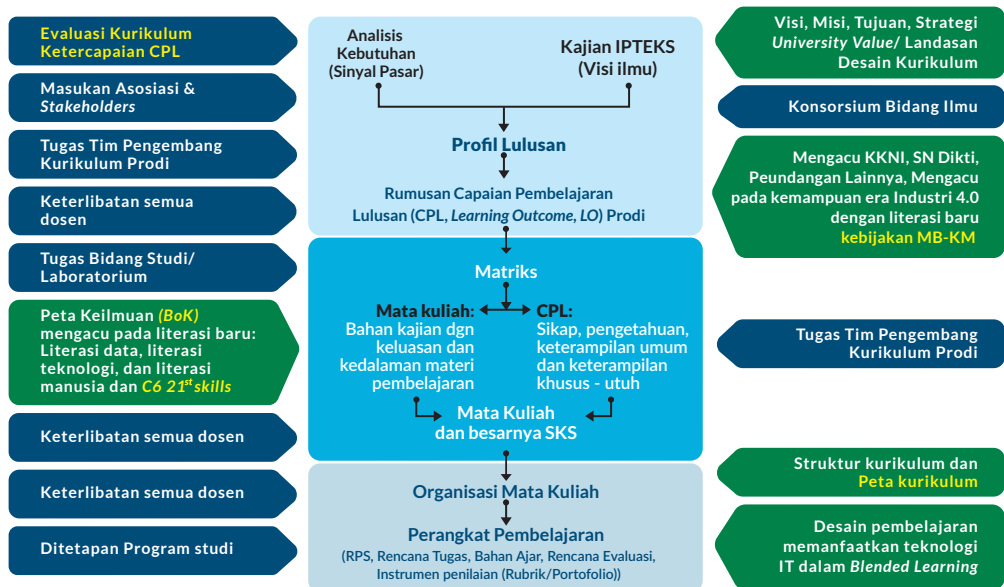 Evaluasi Kurikulum
Ketercapaian CPL
Masukan Asosiasi &
Stakeholders
Tugas Tim Pengembang
Kurikulum Prodi
Keterlibatan semua
dosen
Tugas Bidang Studi/
Laboratorium
Peta Keilmuan (BoK)
mengacu pada literasi baru:
Literasi data, literasi
teknologi, dan literasi
manusia dan C6 21st skills
Keterlibatan semua dosen
Keterlibatan semua dosen
Ditetapan Program studi
Analisis
Kebutuhan
(Sinyal Pasar)
Kajian IPTEKS
(Visi ilmu)
Profil Lulusan
Rumusan Capaian Pembelajaran
Lulusan (CPL, Learning Outcome, LO) Prodi
Matriks
Mata kuliah:
Bahan kajian dgn
keluasan dan
kedalaman materi
pembelajaran
CPL:
Sikap, pengetahuan,
keterampilan umum
dan keterampilan
khusus - utuh
Mata Kuliah
dan besarnya SKS
Organisasi Mata Kuliah
Perangkat Pembelajaran
(RPS, Rencana Tugas, Bahan Ajar, Rencana Evaluasi,
Instrumen penilaian (Rubrik/Portofolio))
Visi, Misi, Tujuan, Strategi
University Value/ Landasan
Desain Kurikulum
Konsorsium Bidang Ilmu
Mengacu KKNI, SN Dikti,
Peundangan Lainnya, Mengacu
pada kemampuan era Industri 4.0
dengan literasi baru
kebijakan MB-KM
Tugas Tim Pengembang
Kurikulum Prodi
Struktur kurikulum dan
Peta kurikulum
Desain pembelajaran
memanfaatkan teknologi
IT dalam Blended Learning